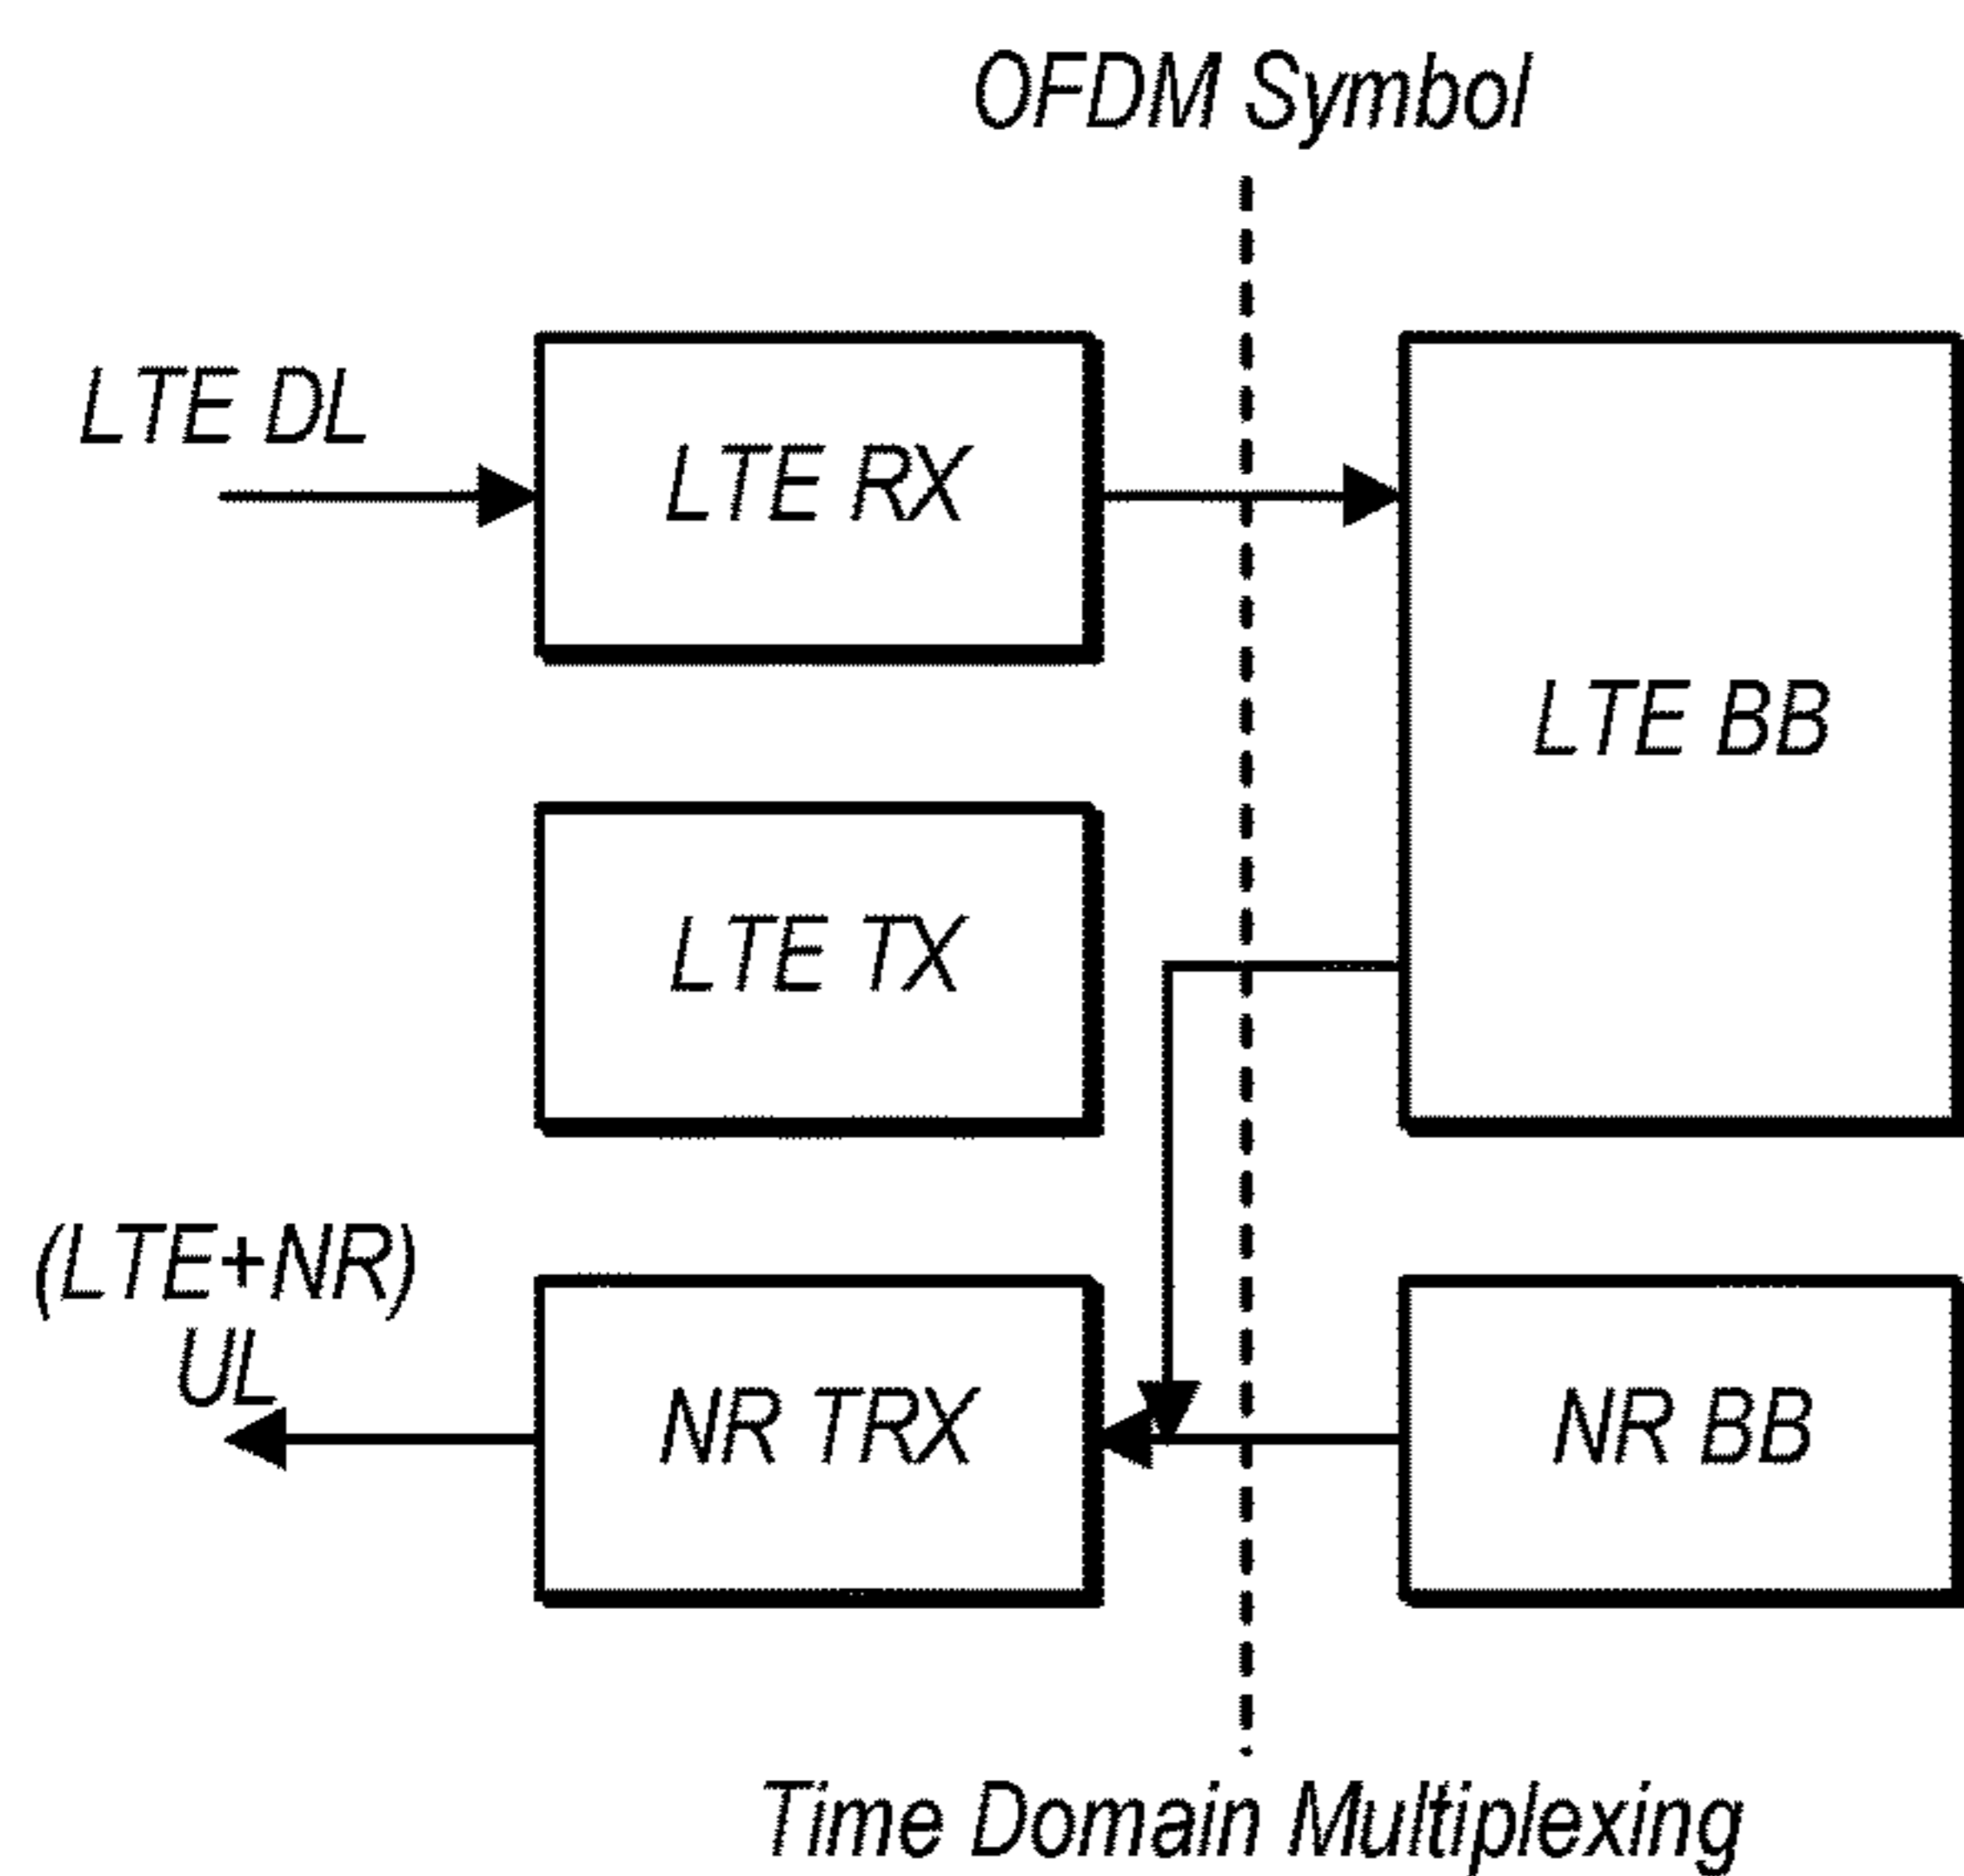 OFDM Symbol
LTE DL
LTE RX
LTE BB
LTE TX
(LTE+NR)
UL
NR TRX
NR BB
Time Domain Multiplexing